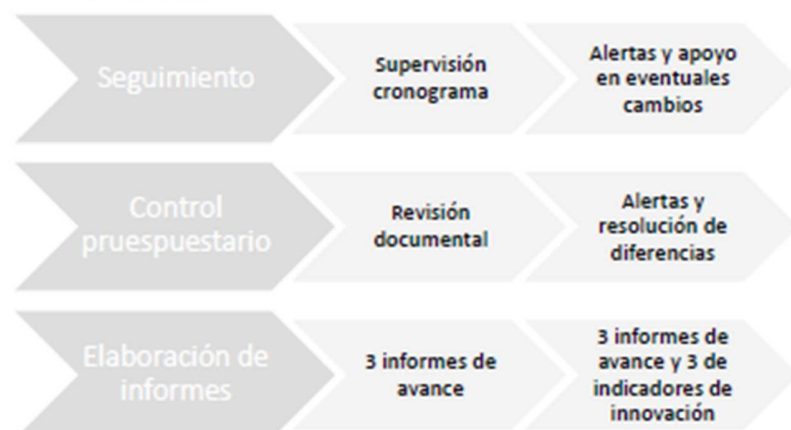 Seguimiento
Supervisión
cronograma
Alertas y apoyo
en eventuales
cambios
Control
pruespuestario
Revisión
documental
Alertas y
resolución de
diferencias
Elaboración de
informes
3 informes de
avance
3 informes de
avance y 3 de
indicadores de
innovación